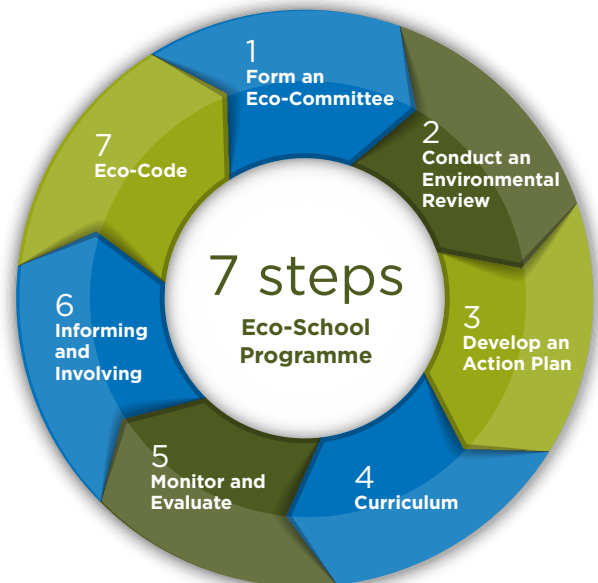 7 steps
Eco-School
Programme
1
Form an
Eco-Committee
2
Conduct an
Environmental
Review
3
Develop an
Action Plan
4
Curriculum
5
Monitor and
Evaluate
6
Informing
and
Involving
7
Eco-Code